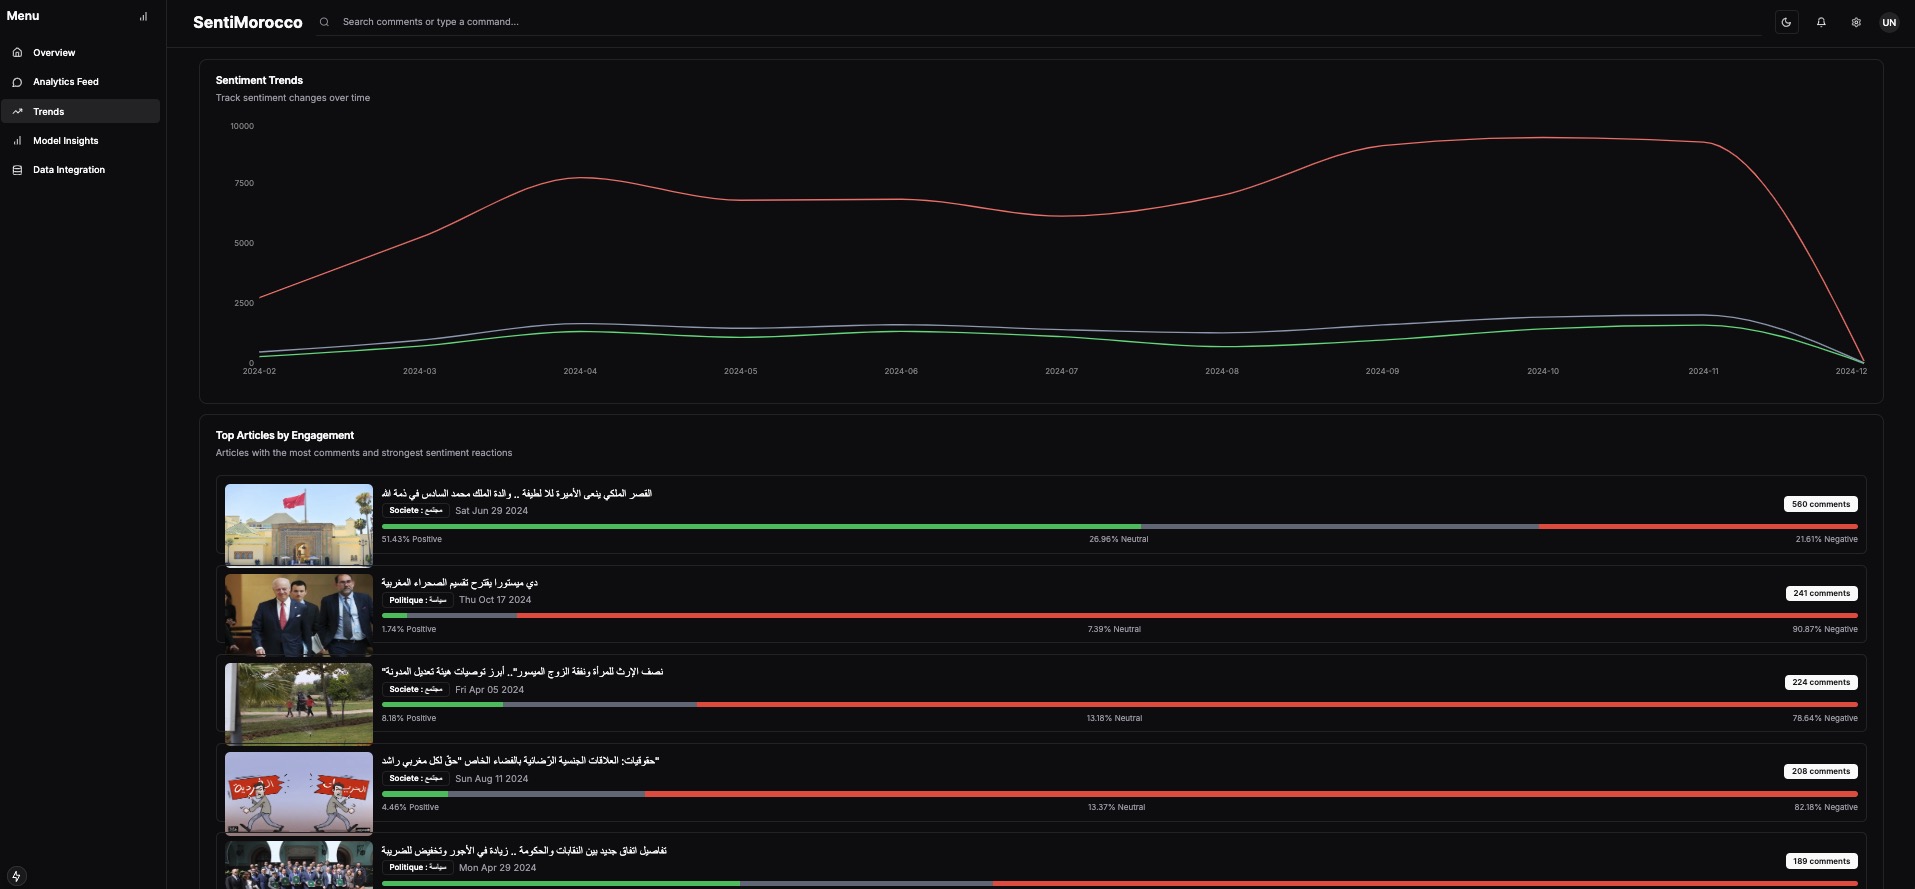 Menu
SentiMorocco
Search comments or type a command...
UN
Overview
Analytics Feed
Trends
Model Insights
Data Integration
Sentiment Trends
Track sentiment changes over time
10000
7500
5000
2500
0
2024-02 2024-03 2024-04 2024-05 2024-06 2024-07 2024-08 2024-09 2024-10 2024-11 2024-12
Top Articles by Engagement
Articles with the most comments and strongest sentiment reactions
القصر الملكي ينعى الأميرة للا لطيفة .. والدة الملك محمد السادس في ذمة الله
Societe : مجتمع Sat Jun 29 2024
560 comments
51.43% Positive 26.96% Neutral 21.61% Negative
دي ميستورا يقترح تقسيم الصحراء المغربية
Politique : سياسة Thu Oct 17 2024
241 comments
1.74% Positive 7.39% Neutral 90.87% Negative
"نصف الإرث للمرأة ونفقة الزوج الميسور".. أبرز توصيات هيئة تعديل المدونة
Societe : مجتمع Fri Apr 05 2024
224 comments
8.18% Positive 13.18% Neutral 78.64% Negative
حقوقيات: العلاقات الجنسية الرّضائية بالفضاء الخاص "حقّ لكل مغربي راشد"
Societe : مجتمع Sun Aug 11 2024
208 comments
4.46% Positive 13.37% Neutral 82.18% Negative
تفاصيل اتفاق جديد بين النقابات والحكومة .. زيادة في الأجور وتخفيض للضريبة
Politique : سياسة Mon Apr 29 2024
189 comments